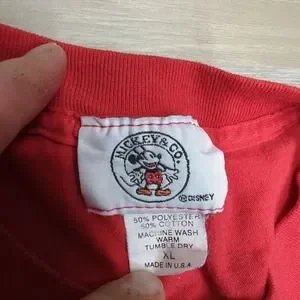 MICKEY & CO.
© DISNEY
50% POLYESTER
50% COTTON
MACHINE WASH
WARM
TUMBLE DRY
XL
MADE IN U.S.A.